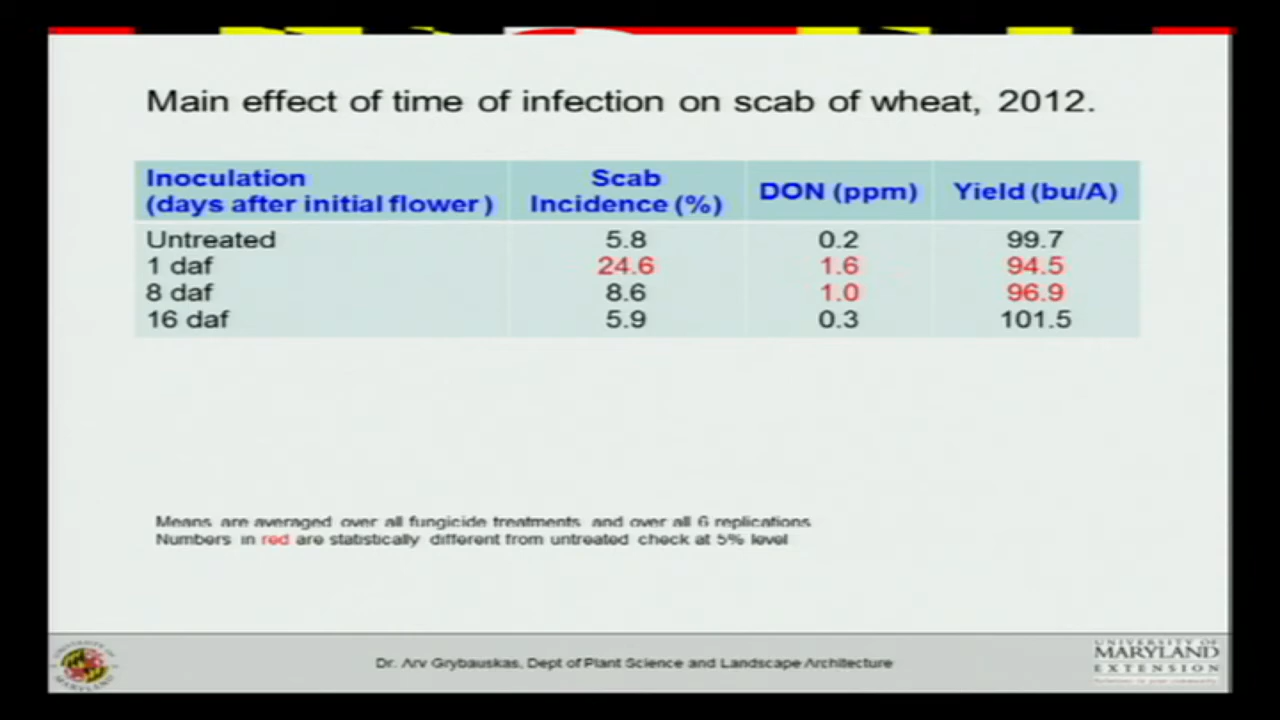 Main effect of time of infection on scab of wheat, 2012.
Inoculation (days after initial flower ) Scab Incidence (%) DON (ppm) Yield (bu/A)
Untreated 5.8 0.2 99.7
1 daf 24.6 1.6 94.5
8 daf 8.6 1.0 96.9
16 daf 5.9 0.3 101.5
Means are averaged over all fungicide treatments and over all 6 replications
Numbers in red are statistically different from untreated check at 5% level
Dr. Arv Grybauskas, Dept of Plant Science and Landscape Architecture
UNIVERSITY OF
MARYLAND
EXTENSION